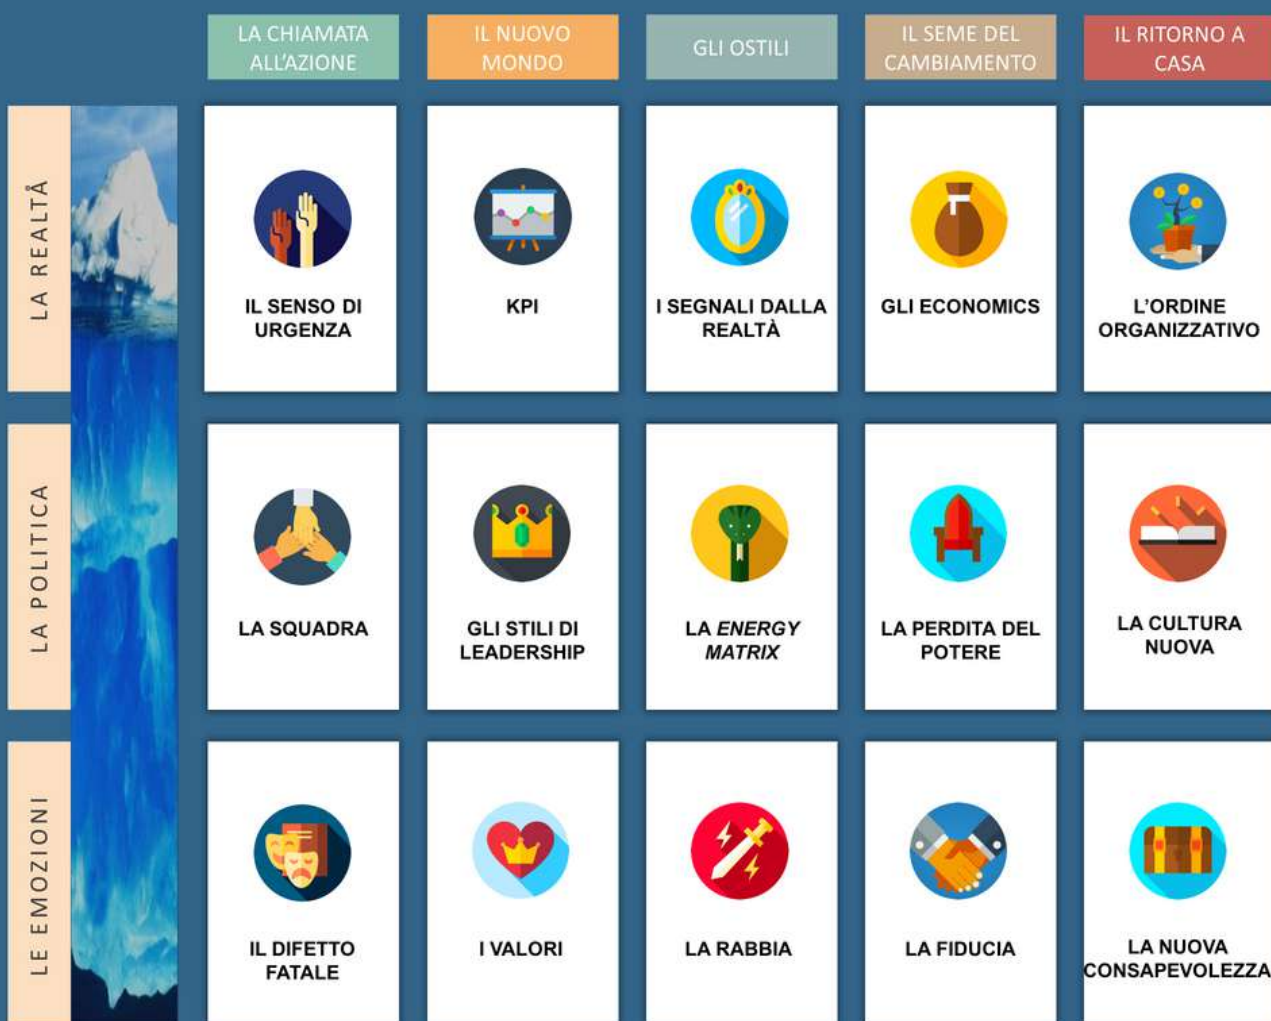 LA CHIAMATA
ALL'AZIONE
IL NUOVO
MONDO
GLI OSTILI
IL SEME DEL
CAMBIAMENTO
IL RITORNO A
CASA
LA REALTÅ
IL SENSO DI
URGENZA
KPI
I SEGNALI DALLA
REALTÀ
GLI ECONOMICS
L'ORDINE
ORGANIZZATIVO
LA POLITICA
LA SQUADRA
GLI STILI DI
LEADERSHIP
LA ENERGY
MATRIX
LA PERDITA DEL
POTERE
LA CULTURA
NUOVA
LE EMOZIONI
IL DIFETTO
FATALE
I VALORI
LA RABBIA
LA FIDUCIA
LA NUOVA
CONSAPEVOLEZZA